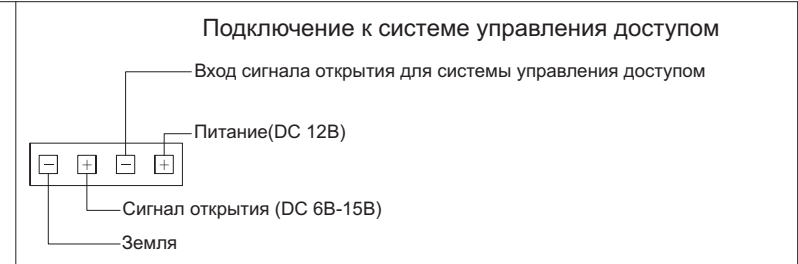 Подключение к системе управления доступом
Вход сигнала открытия для системы управления доступом
Питание(DC 12В)
− + − +
Сигнал открытия (DC 6В-15В)
Земля